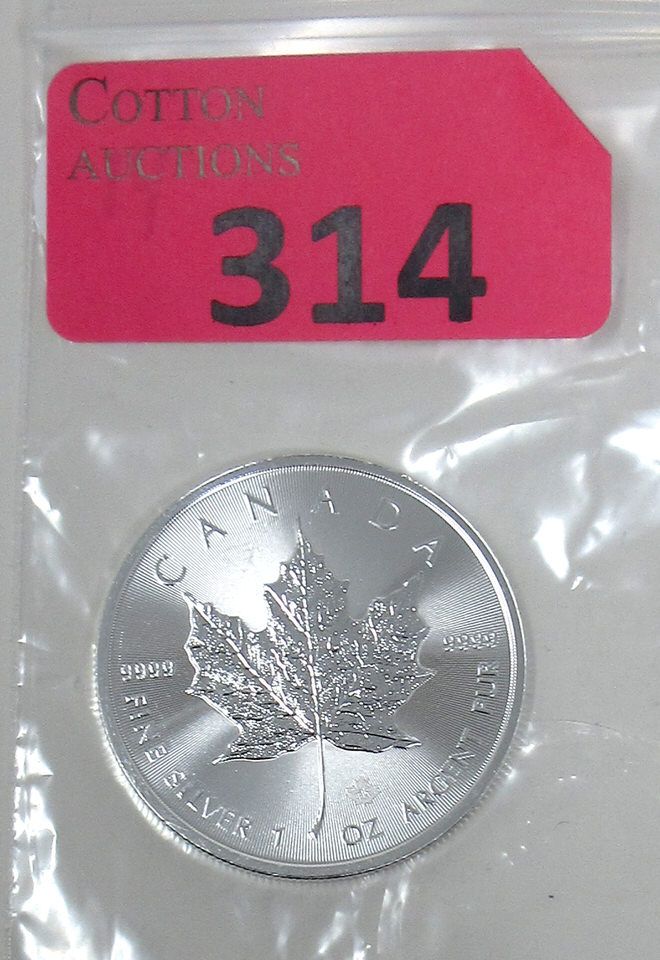 COTTON
AUCTIONS
314
CANADA
9999 9999
FINE SILVER 1 OZ ARGENT PUR